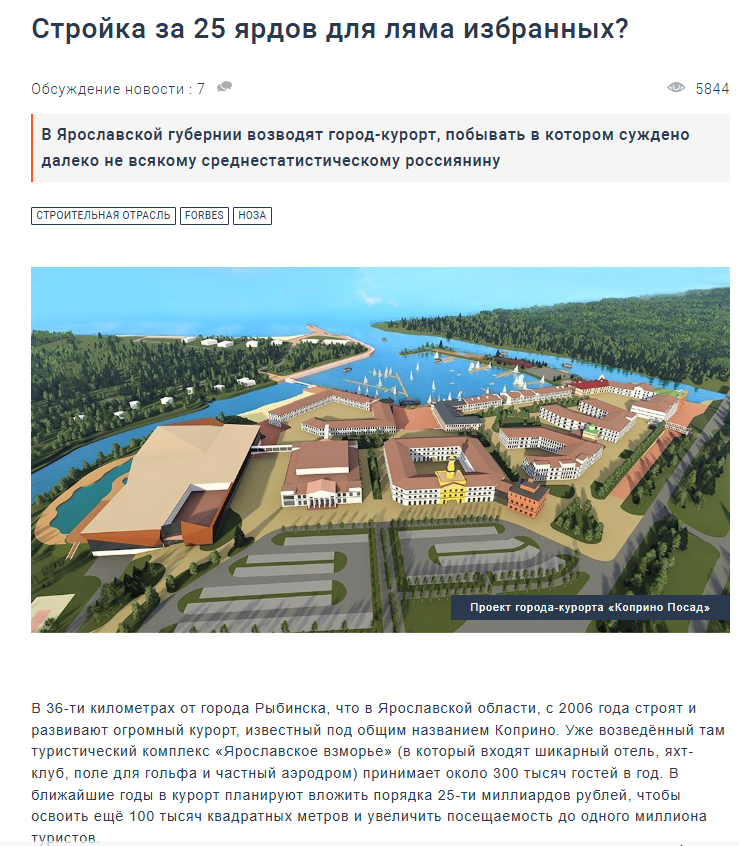 Стройка за 25 ярдов для ляма избранных?
Обсуждение новости : 7
5844
В Ярославской губернии возводят город-курорт, побывать в котором суждено
далеко не всякому среднестатистическому россиянину
СТРОИТЕЛЬНАЯ ОТРАСЛЬ
FORBES
НОЗА
Проект города-курорта «Коприно Посад»
В 36-ти километрах от города Рыбинска, что в Ярославской области, с 2006 года строят и
развивают огромный курорт, известный под общим названием Коприно. Уже возведённый там
туристический комплекс «Ярославское взморье» (в который входят шикарный отель, яхт-
клуб, поле для гольфа и частный аэродром) принимает около 300 тысяч гостей в год. В
ближайшие годы в курорт планируют вложить порядка 25-ти миллиардов рублей, чтобы
освоить ещё 100 тысяч квадратных метров и увеличить посещаемость до одного миллиона
туристов.